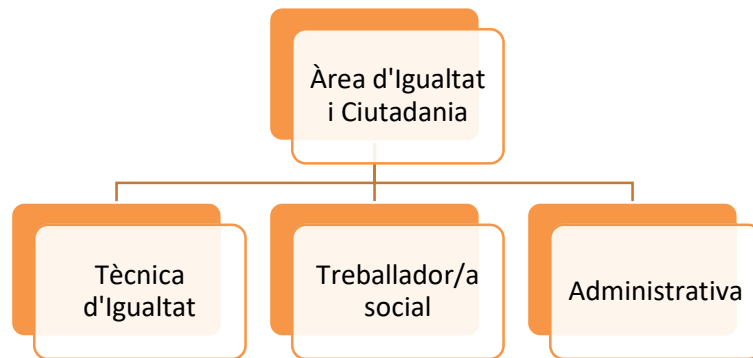 Àrea d'Igualtat
i Ciutadania
Tècnica
d'Igualtat
Treballador/a
social
Administrativa